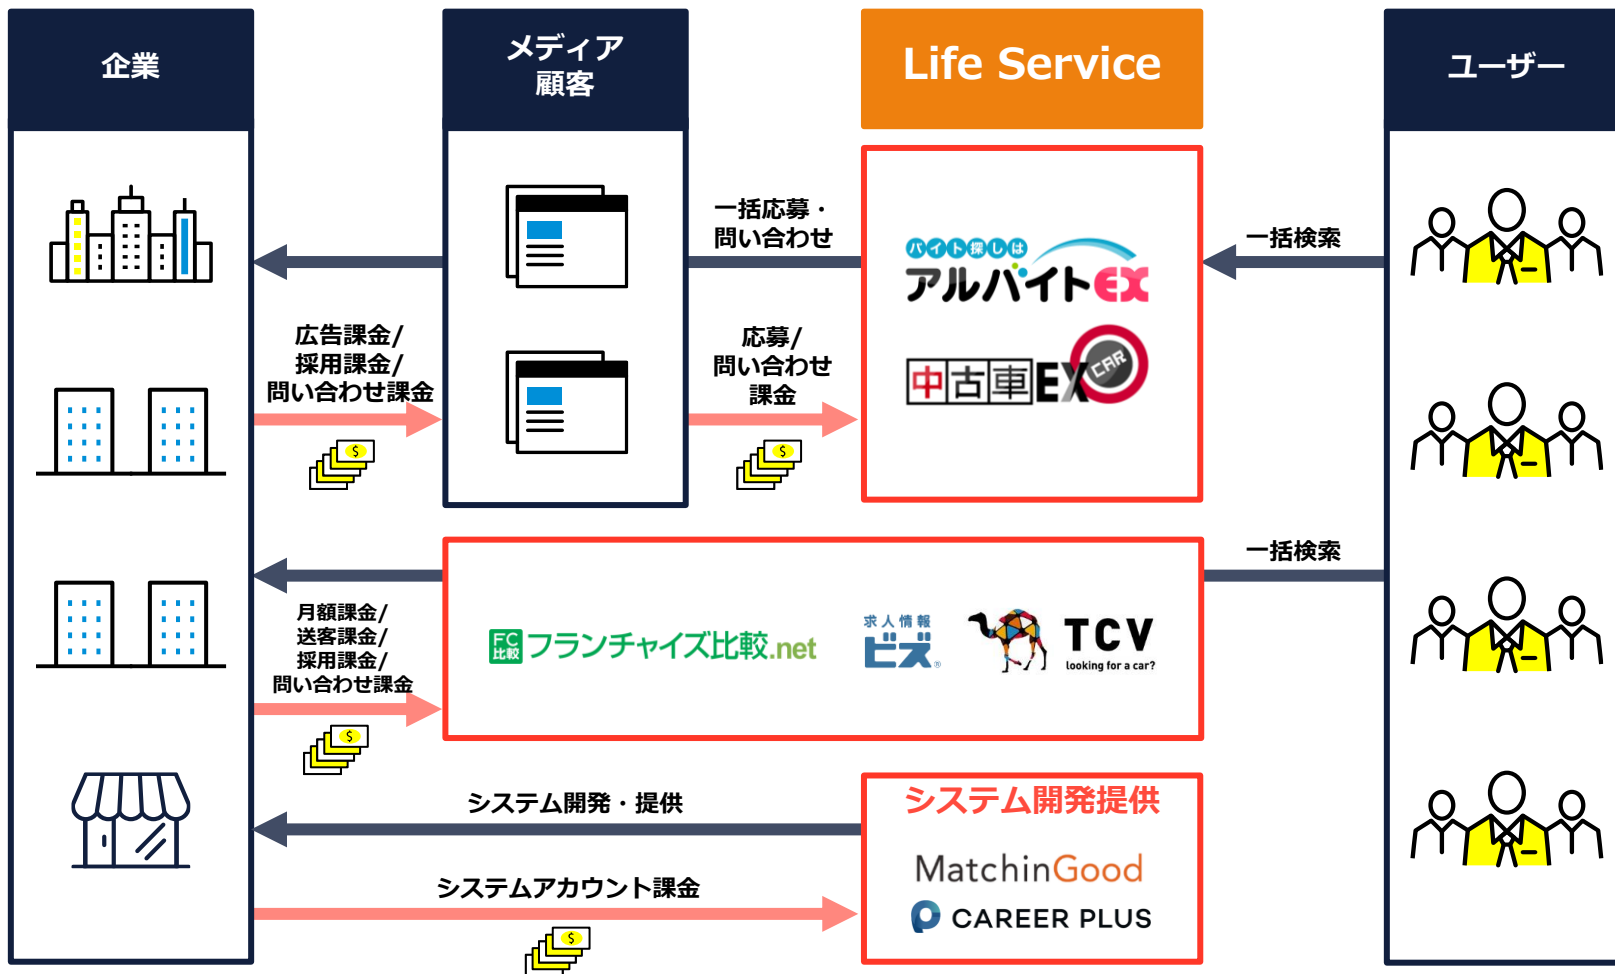 企業
メディア
顧客
Life Service
ユーザー
一括応募・
問い合わせ
一括検索
バイト探しは
アルバイトEX
広告課金/
採用課金/
問い合わせ課金
応募/
問い合わせ
課金
中古車EX
CAR
$
$
一括検索
月額課金/
送客課金/
採用課金/
問い合わせ課金
FC
比較
フランチャイズ比較.net
求人情報
ビズ®
TCV
looking for a car?
$
システム開発・提供
システム開発提供
MatchinGood
システムアカウント課金
CAREER PLUS
$